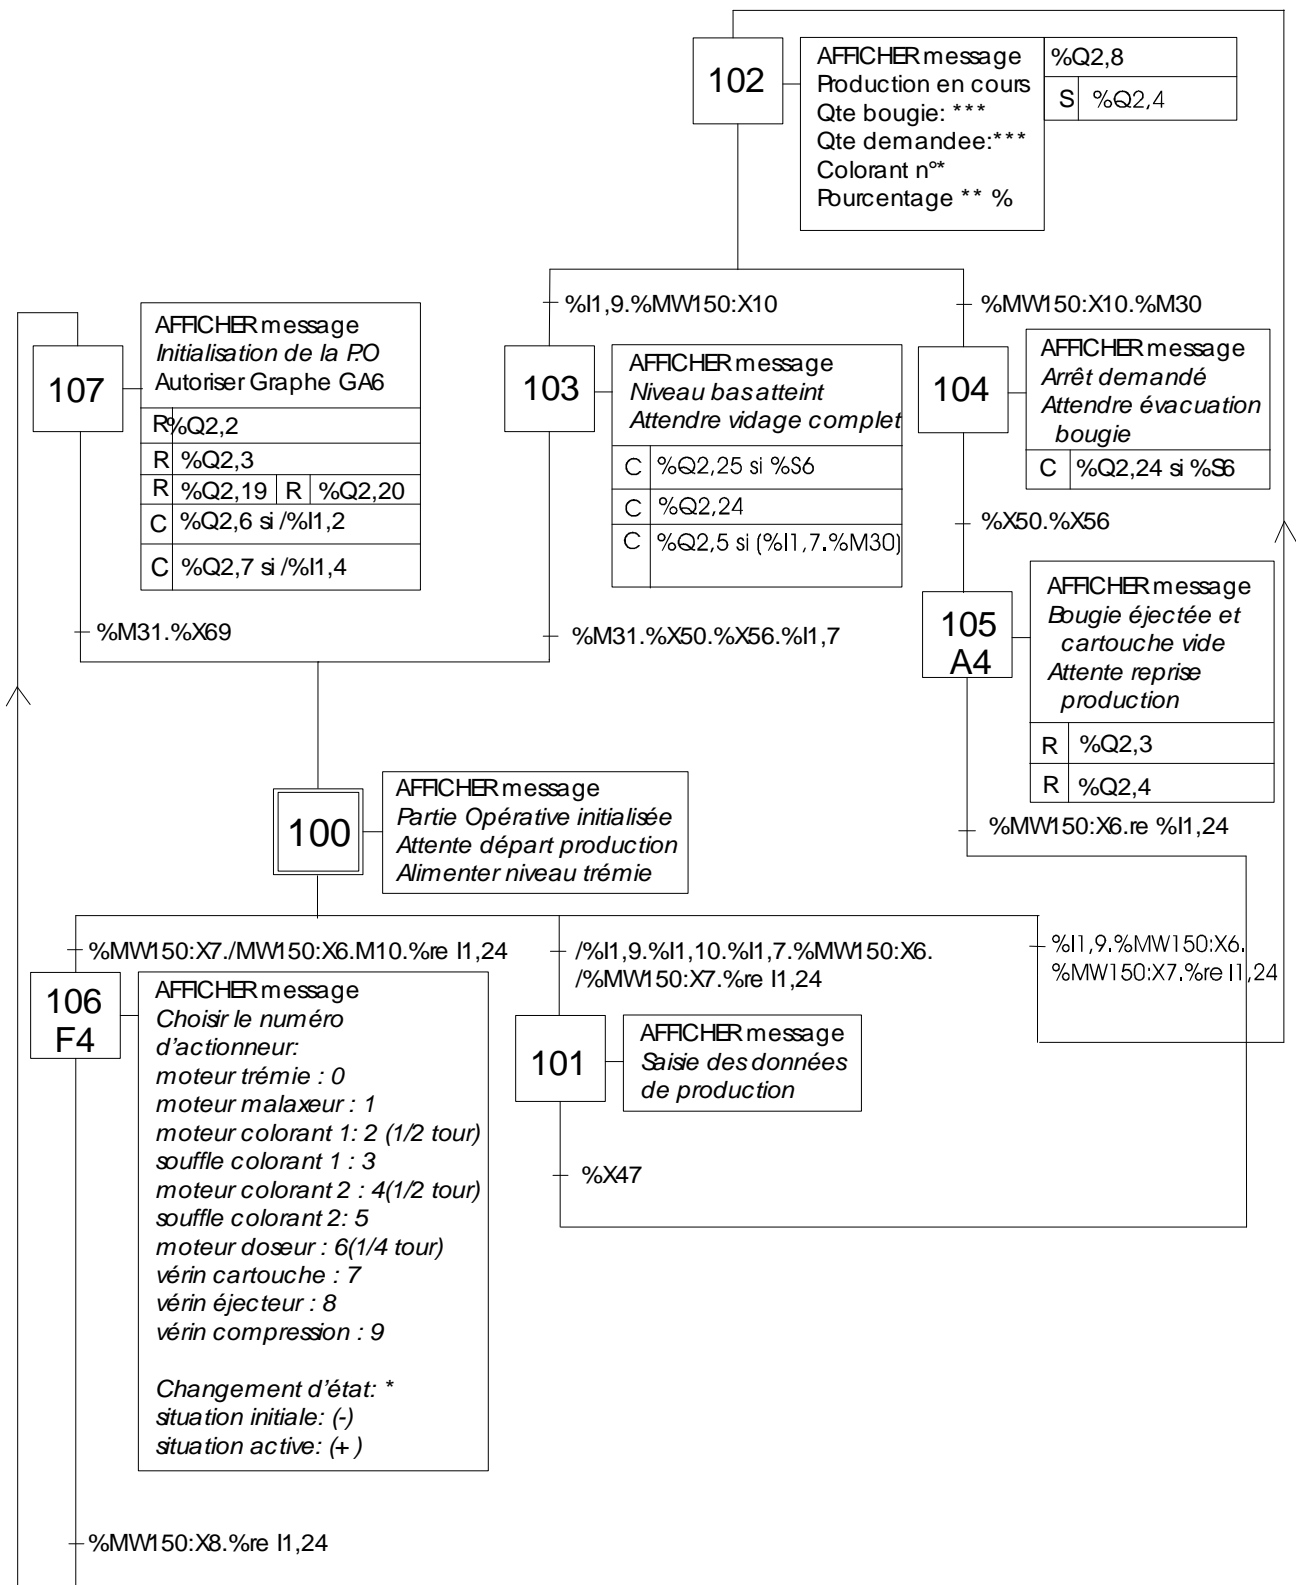 102
AFFICHER message
Production en cours
Qte bougie: ***
Qte demandee:***
Colorant n°*
Pourcentage ** %
%Q2,8
S %Q2,4
%I1,9.%MW150:X10
%MW150:X10.%M30
107
AFFICHER message
Initialisation de la P.O
Autoriser Graphe GA6
R %Q2,2
R %Q2,3
R %Q2,19 R %Q2,20
C %Q2,6 si /%I1,2
C %Q2,7 si /%I1,4
103
AFFICHER message
Niveau bas atteint
Attendre vidage complet
C %Q2,25 si %S6
C %Q2,24
C %Q2,5 si (%I1,7.%M30)
104
AFFICHER message
Arrêt demandé
Attendre évacuation
bougie
C %Q2,24 si %S6
%X50.%X56
%M31.%X69
%M31.%X50.%X56.%I1,7
105
A4
AFFICHER message
Bougie éjectée et
cartouche vide
Attente reprise
production
R %Q2,3
R %Q2,4
%MW150:X6.re %I1,24
100
AFFICHER message
Partie Opérative initialisée
Attente départ production
Alimenter niveau trémie
%MW150:X7./MW150:X6.M10.%re I1,24
/%I1,9.%I1,10.%I1,7.%MW150:X6.
/%MW150:X7.%re I1,24
%I1,9.%MW150:X6.
%MW150:X7.%re I1,24
106
F4
AFFICHER message
Choisir le numéro
d'actionneur:
moteur trémie : 0
moteur malaxeur : 1
moteur colorant 1: 2 (1/2 tour)
souffle colorant 1 : 3
moteur colorant 2 : 4(1/2 tour)
souffle colorant 2: 5
moteur doseur : 6(1/4 tour)
vérin cartouche : 7
vérin éjecteur : 8
vérin compression : 9
Changement d'état: *
situation initiale: (-)
situation active: (+ )
101
AFFICHER message
Saisie des données
de production
%X47
%MW150:X8.%re I1,24